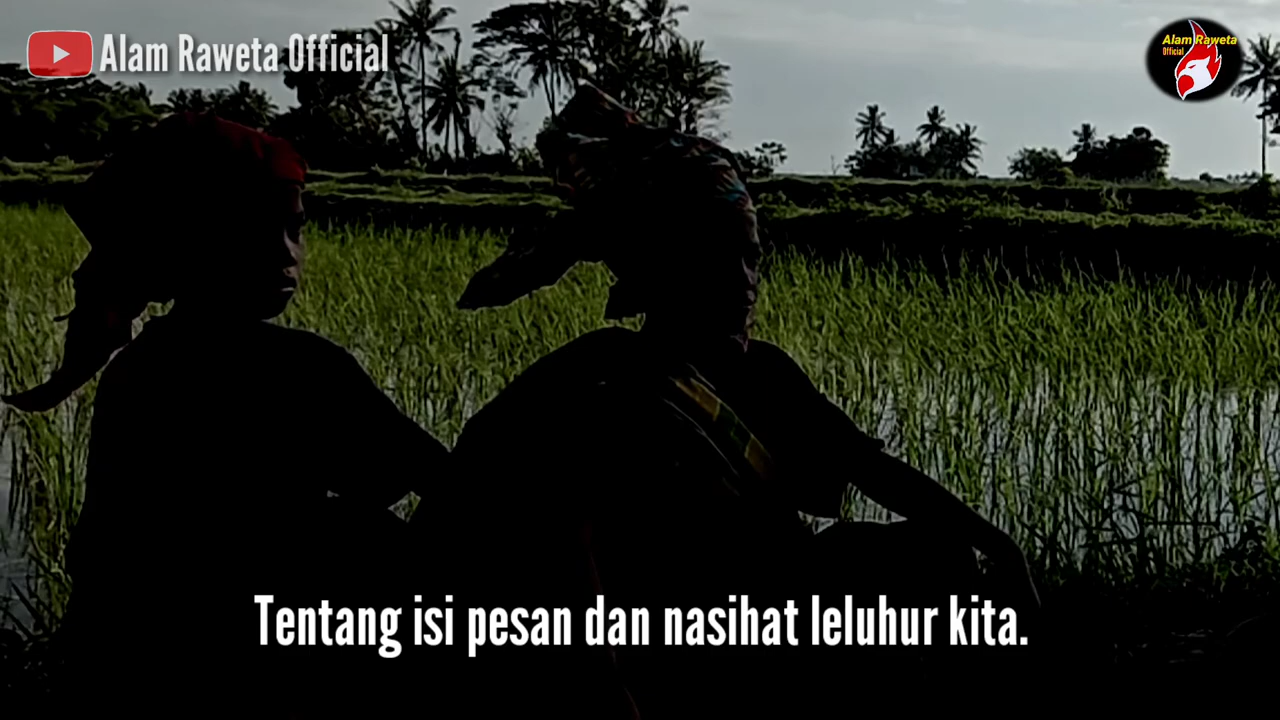 Alam Raweta Official
Alam Raweta
Official
Tentang isi pesan dan nasihat leluhur kita.